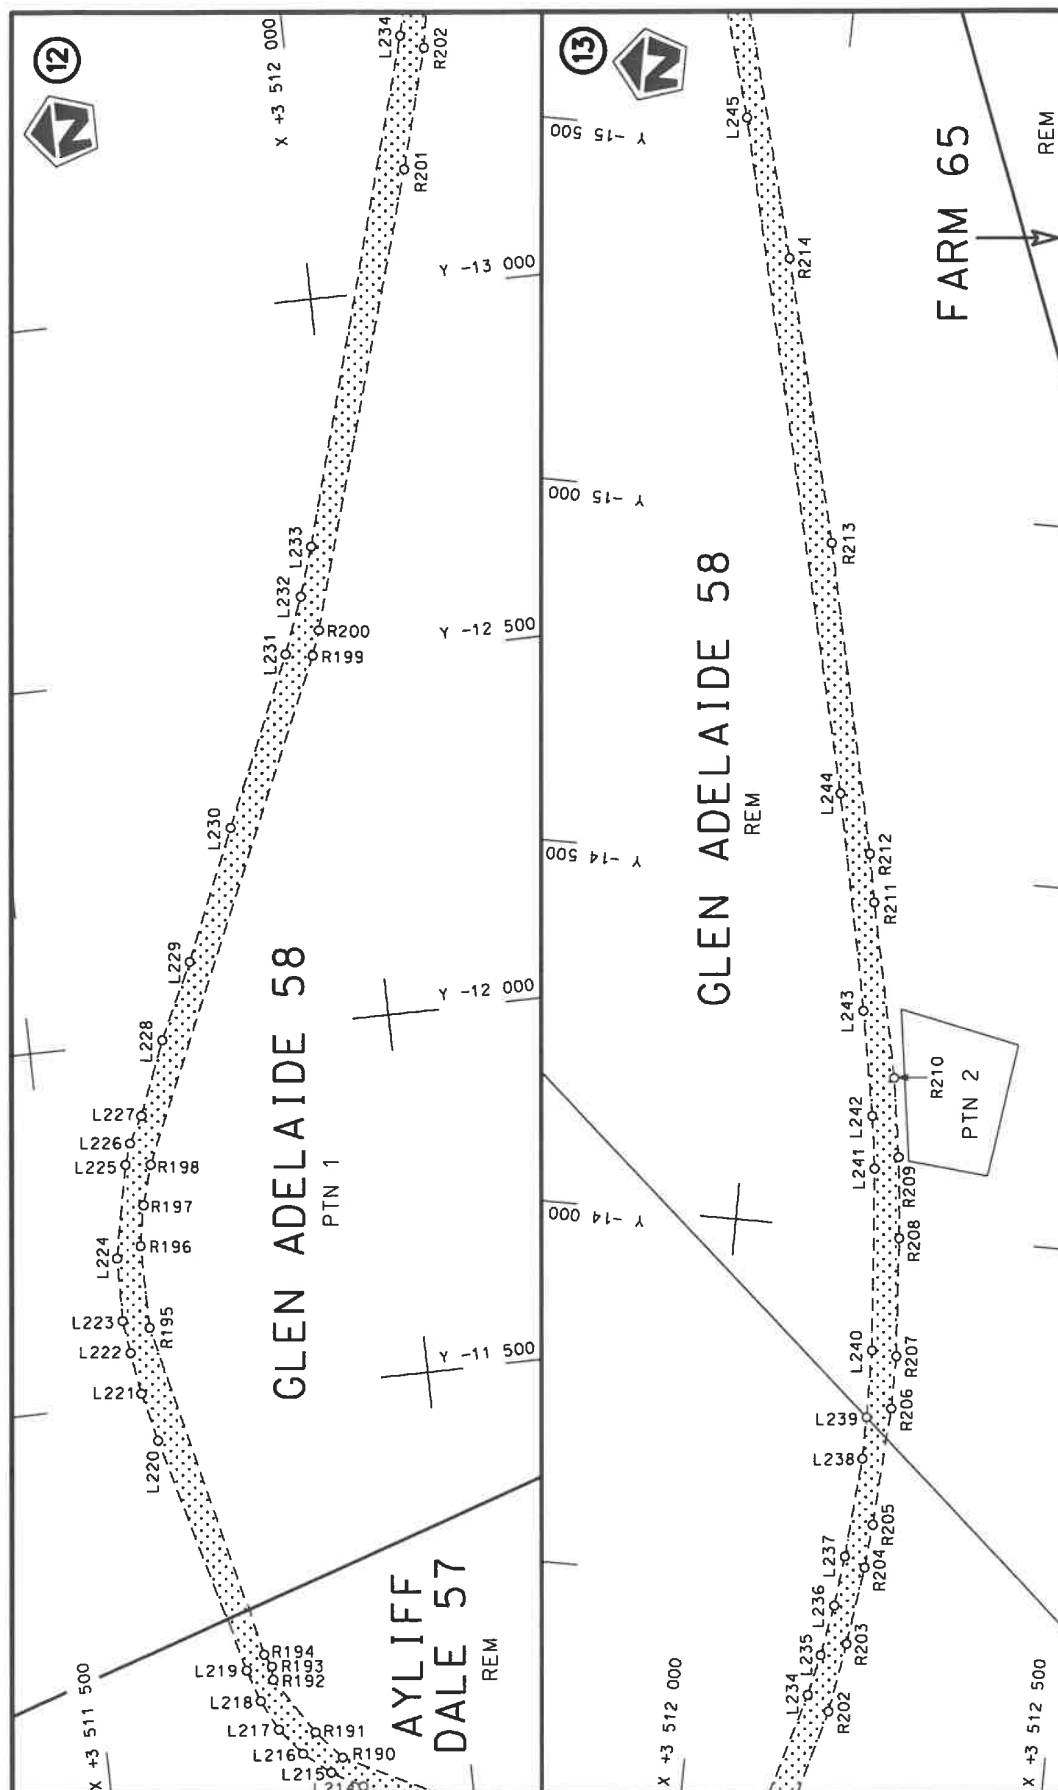 12
N
X +3 512 000
L234
R202
R201
Y -13 000
L233
L232
L231
R200
R199
Y -12 500
L230
L229
L228
Y -12 000
L227
L226
L225
R198
R197
R196
L224
L223
R195
L222
L221
L220
GLEN ADELAIDE 58
PTN 1
Y -11 500
R194
R193
R192
L219
L218
L217
L216
L215
L214
R191
R190
AYLIFF
DALE 57
REM
X +3 511 500
13
N
Y -15 500
L245
R214
FARM 65
REM
Y -15 000
R213
GLEN ADELAIDE 58
REM
L244
Y -14 500
R212
R211
L243
R210
PTN 2
L242
L241
R209
R208
Y -14 000
L240
R207
R206
L239
L238
R205
R204
L237
L236
R203
L235
L234
R202
X +3 512 000
X +3 512 500